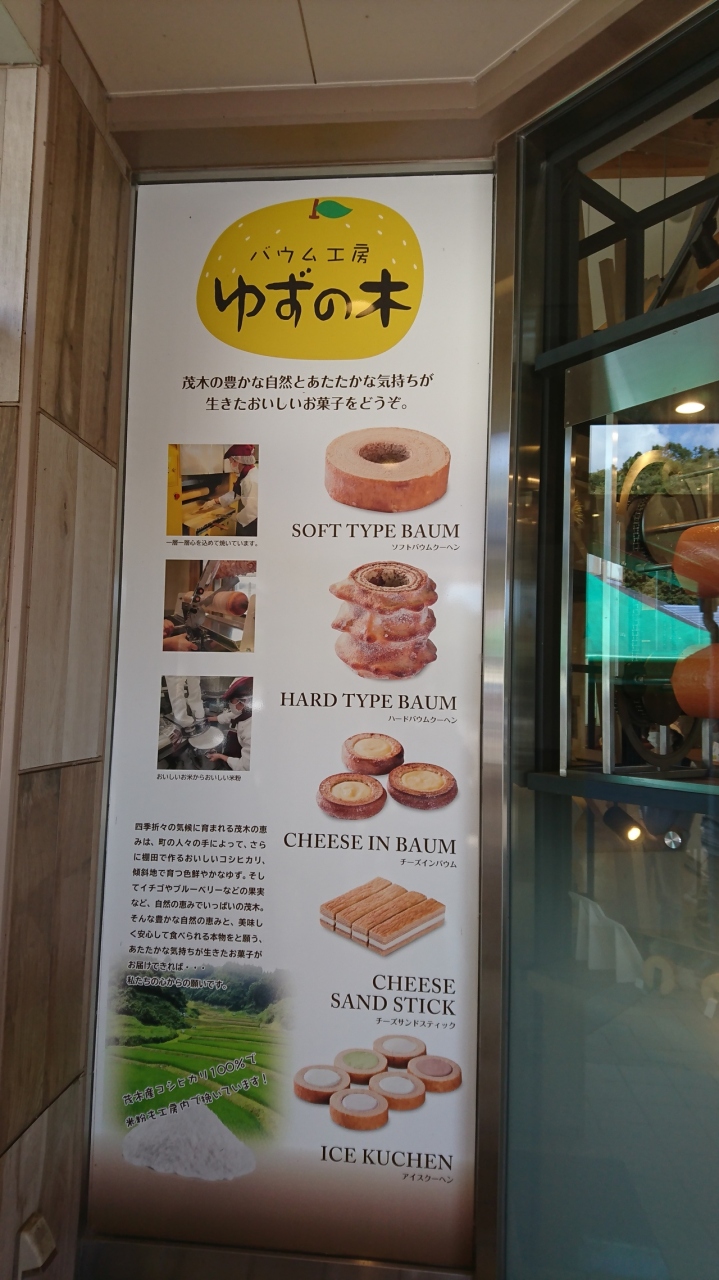 バウム工房
ゆずの木
茂木の豊かな自然とあたたかな気持ちが
生きたおいしいお菓子をどうぞ。
一層一層心を込めて焼いています。
おいしいお米からおいしい米粉
四季折々の気候に育まれる茂木の恵
みは、町の人々の手によって、さら
に棚田で作るおいしいコシヒカリ、
傾斜地で育つ色鮮やかなゆず。そし
てイチゴやブルーベリーなどの果実
など、自然の恵みでいっぱいの茂木。
そんな豊かな自然の恵みと、美味し
く安心して食べられる本物をと願う、
あたたかな気持ちが生きたお菓子が
お届けできれば・・・
私たちの心からの願いです。
茂木産コシヒカリ100%で
米粉も工房内で焼いています!
SOFT TYPE BAUM
ソフトバウムクーヘン
HARD TYPE BAUM
ハードバウムクーヘン
CHEESE IN BAUM
チーズインバウム
CHEESE
SAND STICK
チーズサンドスティック
ICE KUCHEN
アイスクーヘン